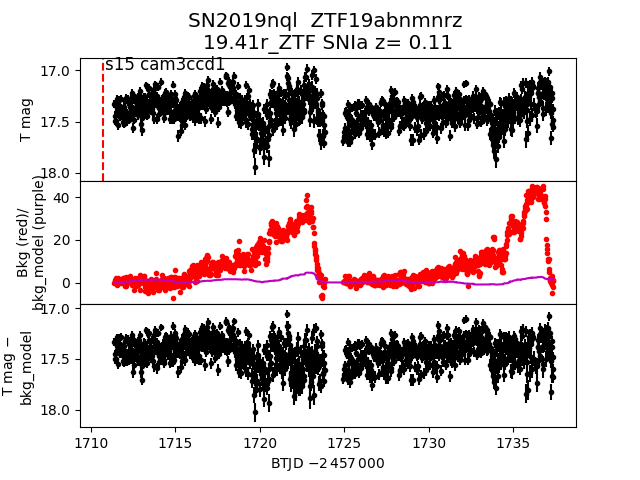 SN2019nql  ZTF19abnmnrz
19.41r_ZTF SNIa z= 0.11
s15 cam3ccd1
17.0
17.5
18.0
T mag
40
20
0
Bkg (red)/
bkg_model (purple)
17.0
17.5
18.0
T mag −
bkg_model
1710 1715 1720 1725 1730 1735
BTJD −2 457 000